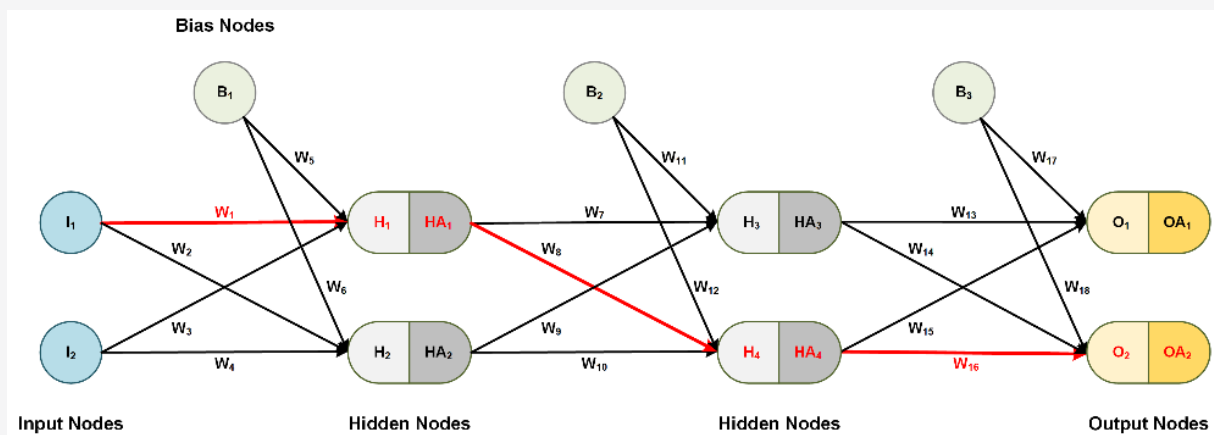 Bias Nodes
B₁ B₂ B₃
W₅ W₁₁ W₁₇
I₁ W₁ H₁ HA₁ W₇ H₃ HA₃ W₁₃ O₁ OA₁
W₂ W₈ W₁₄
W₆ W₁₂ W₁₈
W₃ W₉ W₁₅
I₂ W₄ H₂ HA₂ W₁₀ H₄ HA₄ W₁₆ O₂ OA₂
Input Nodes Hidden Nodes Hidden Nodes Output Nodes